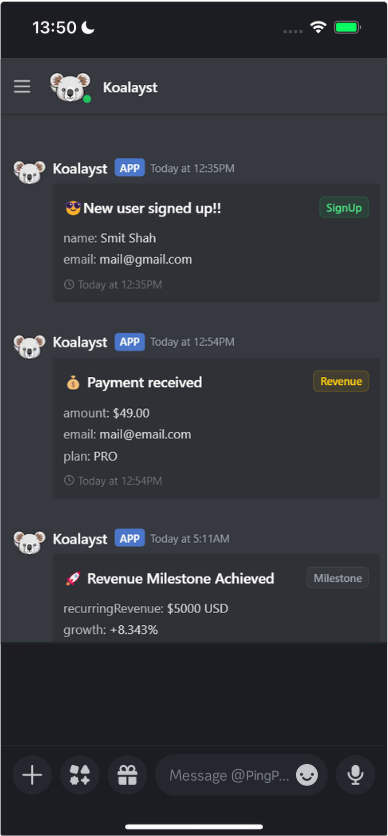 13:50
Koalayst
Koalayst APP Today at 12:35PM
New user signed up!! SignUp
name: Smit Shah
email: mail@gmail.com
Today at 12:35PM
Koalayst APP Today at 12:54PM
Payment received Revenue
amount: $49.00
email: mail@email.com
plan: PRO
Today at 12:54PM
Koalayst APP Today at 5:11AM
Revenue Milestone Achieved Milestone
recurringRevenue: $5000 USD
growth: +8.343%
Message @PingP...